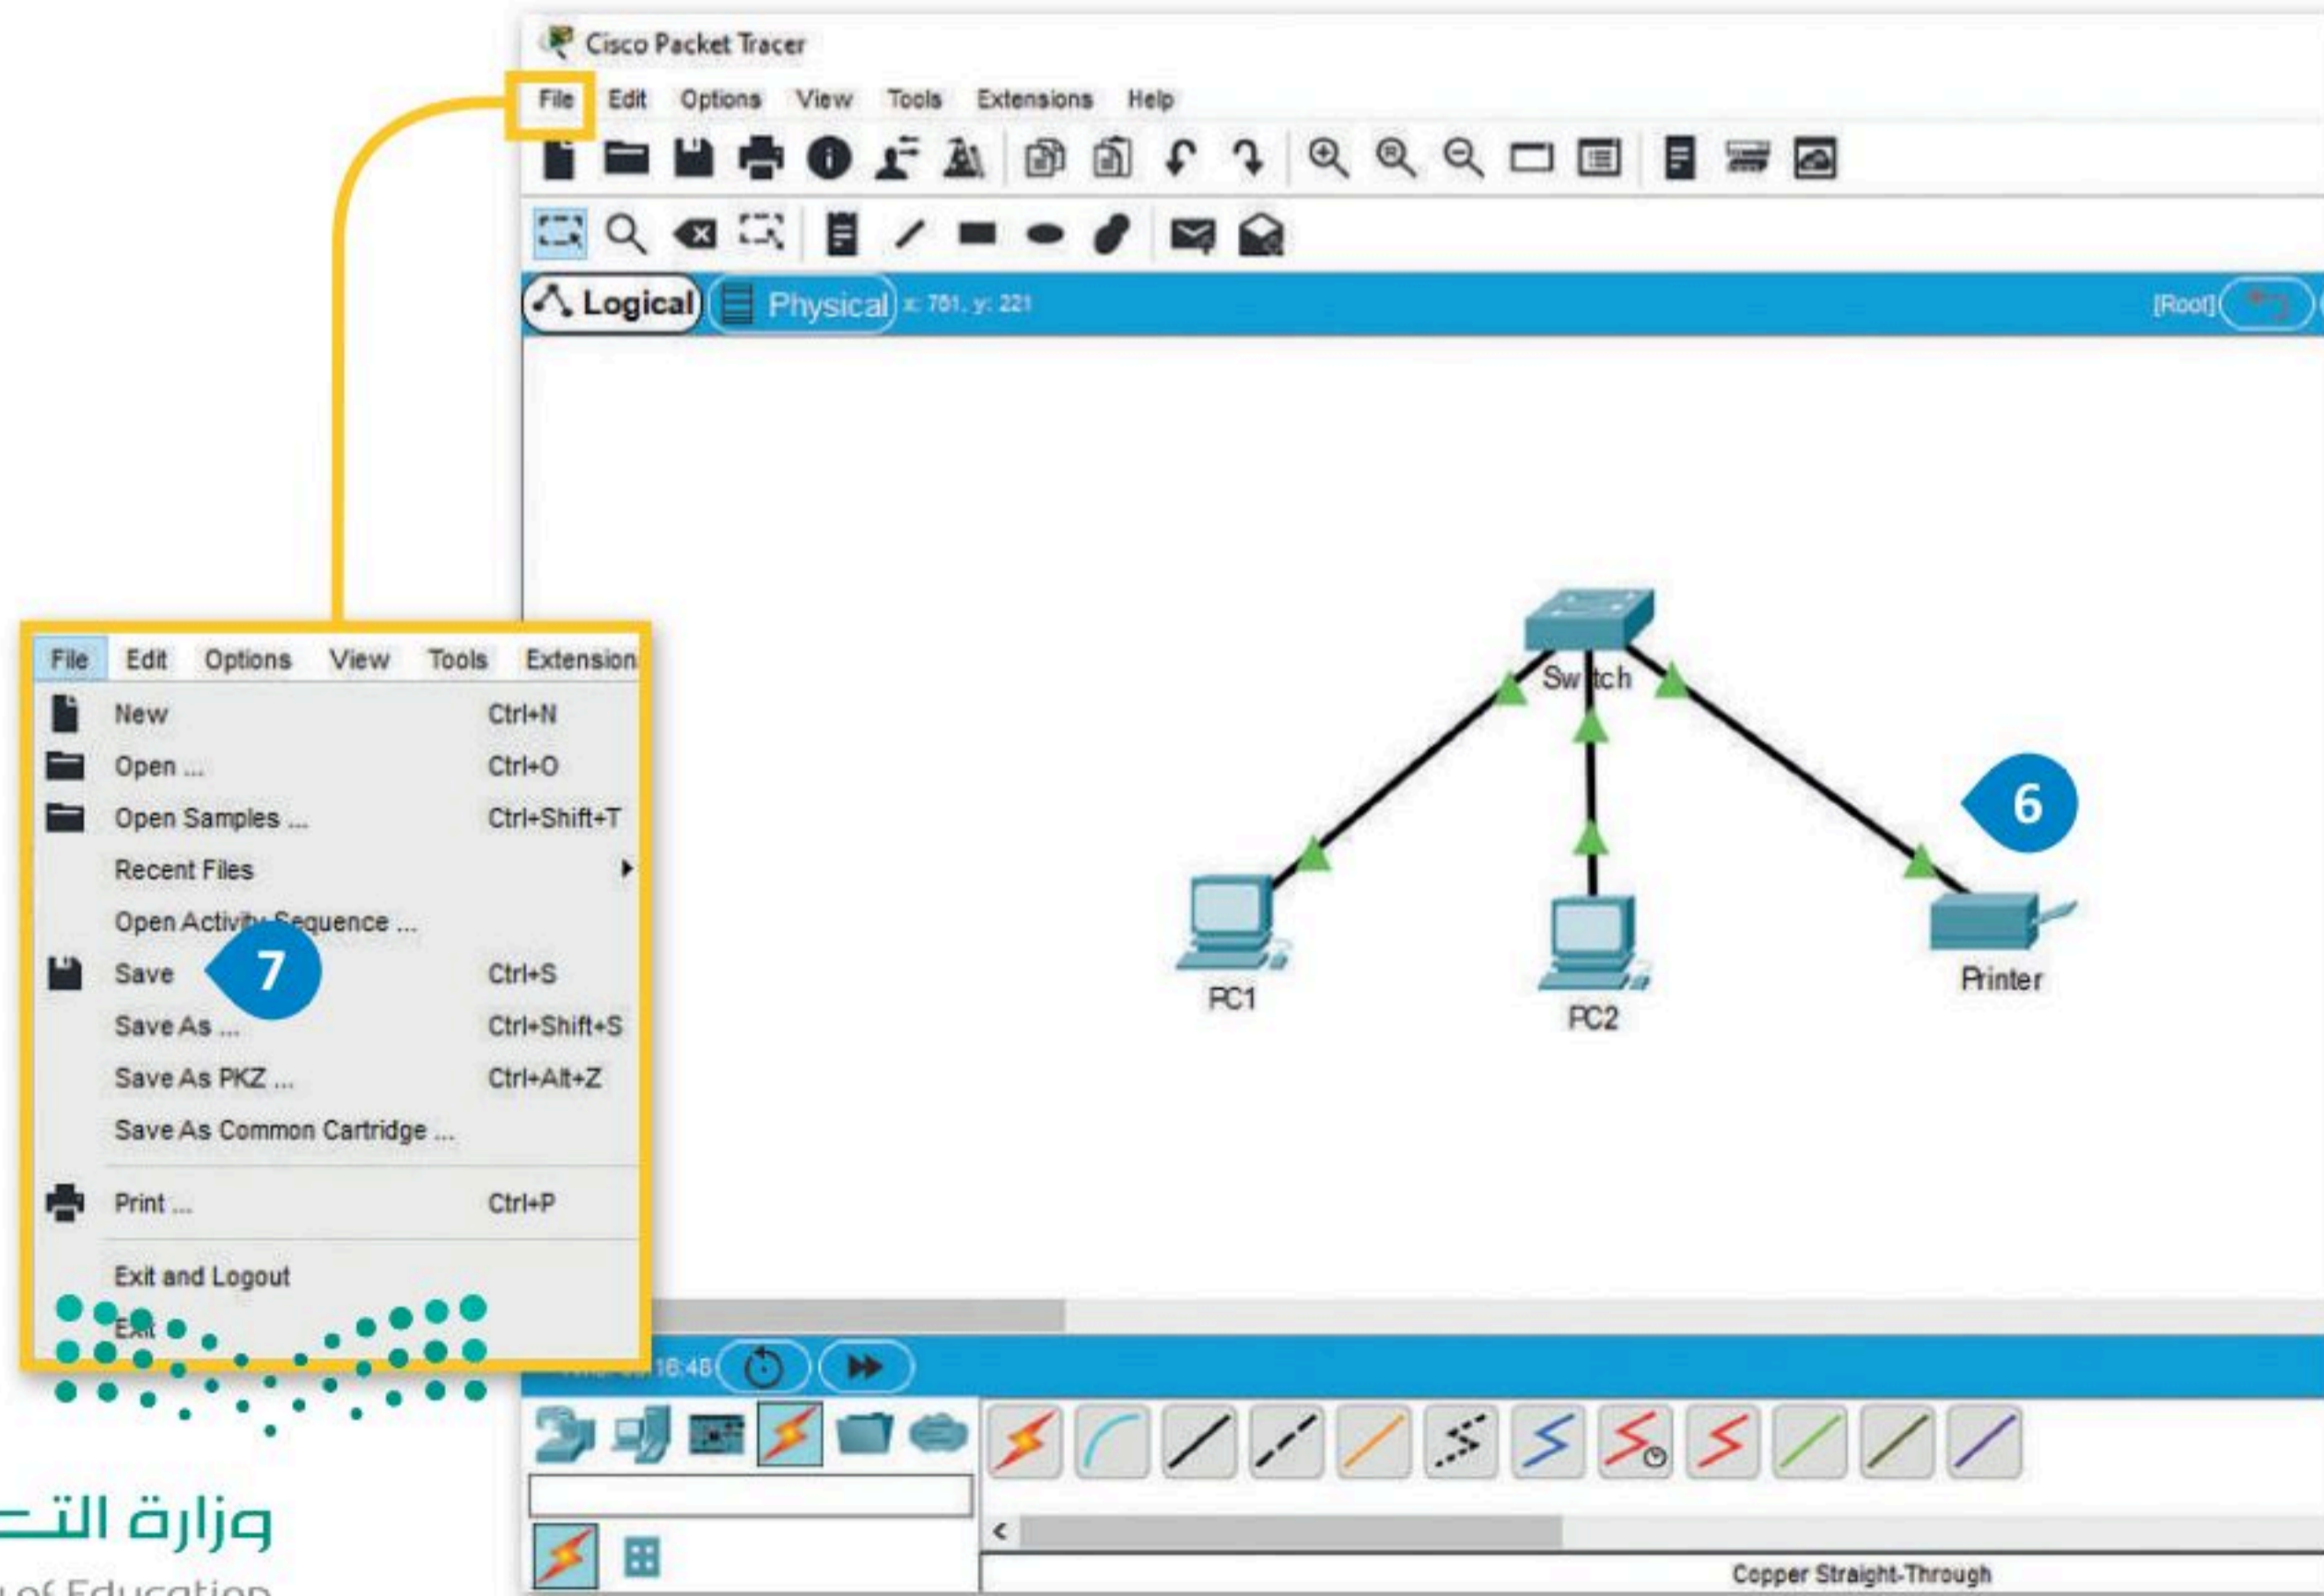 Cisco Packet Tracer
File Edit Options View Tools Extensions Help
Logical Physical x: 761, y: 221 [Root]
Switch
6
PC1
PC2
Printer
File Edit Options View Tools Extension
New Ctrl+N
Open ... Ctrl+O
Open Samples ... Ctrl+Shift+T
Recent Files
Open Activity Sequence ...
Save 7 Ctrl+S
Save As ... Ctrl+Shift+S
Save As PKZ ... Ctrl+Alt+Z
Save As Common Cartridge ...
Print ... Ctrl+P
Exit and Logout
Exit
16:48
Copper Straight-Through
وزارة التـ
of Education